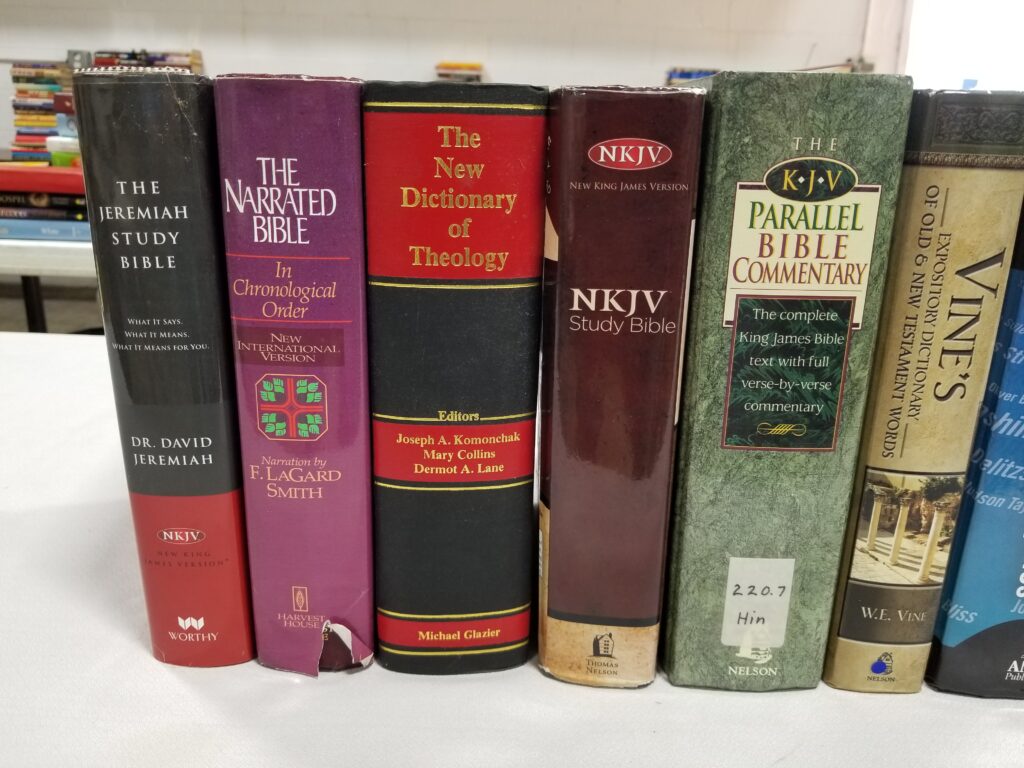 THE
JEREMIAH
STUDY
BIBLE
WHAT IT SAYS.
WHAT IT MEANS.
WHAT IT MEANS FOR YOU.
DR. DAVID
JEREMIAH
NKJV
NEW KING
JAMES VERSION
WORTHY
THE
NARRATED
BIBLE
In
Chronological
Order
NEW
INTERNATIONAL
VERSION
Narration by
F. LAGARD
SMITH
HARVEST
HOUSE
The
New
Dictionary
of
Theology
Editors
Joseph A. Komonchak
Mary Collins
Dermot A. Lane
Michael Glazier
NKJV
NEW KING JAMES VERSION
NKJV
Study Bible
THOMAS
NELSON
THE
K·J·V
PARALLEL
BIBLE
COMMENTARY
The complete
King James Bible
text with full
verse-by-verse
commentary
220.7
Hin
NELSON
VINE'S
EXPOSITORY DICTIONARY
OF OLD & NEW TESTAMENT WORDS
W.E. VINE
NELSON